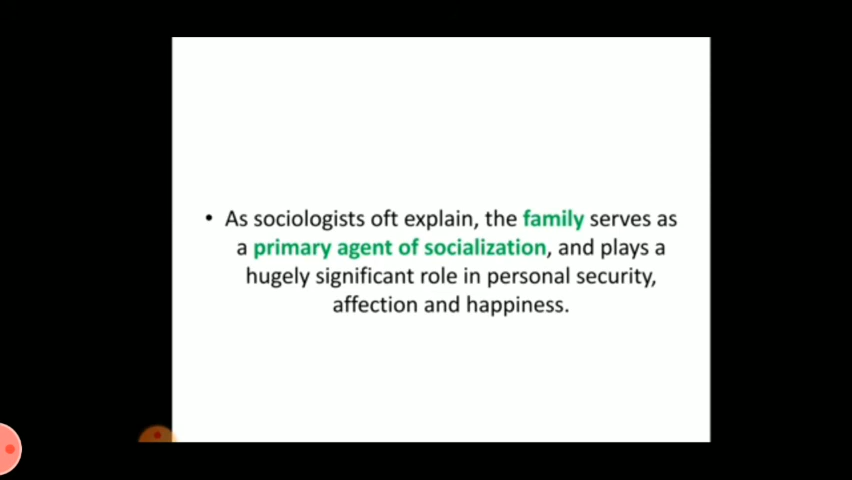 • As sociologists oft explain, the family serves as
a primary agent of socialization, and plays a
hugely significant role in personal security,
affection and happiness.